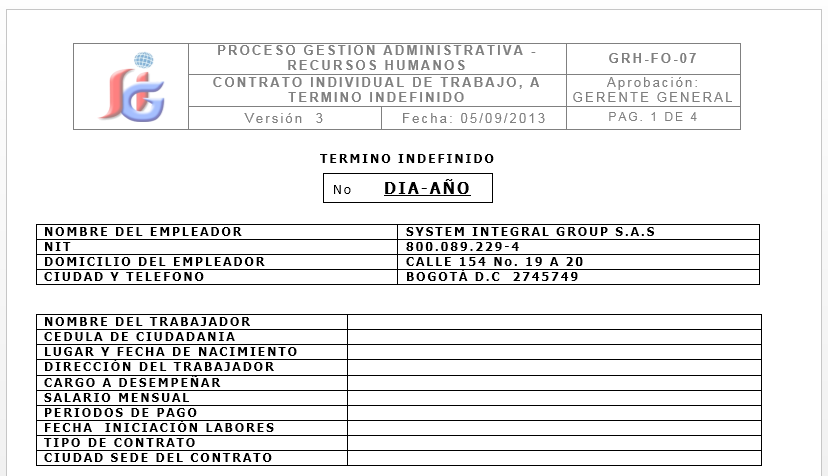 PROCESO GESTION ADMINISTRATIVA -
RECURSOS HUMANOS
GRH-FO-07
CONTRATO INDIVIDUAL DE TRABAJO, A
TERMINO INDEFINIDO
Aprobación:
GERENTE GENERAL
Versión 3
Fecha: 05/09/2013
PAG. 1 DE 4
TERMINO INDEFINIDO
No DIA-AÑO
NOMBRE DEL EMPLEADOR SYSTEM INTEGRAL GROUP S.A.S
NIT 800.089.229-4
DOMICILIO DEL EMPLEADOR CALLE 154 No. 19 A 20
CIUDAD Y TELEFONO BOGOTÁ D.C 2745749
NOMBRE DEL TRABAJADOR
CEDULA DE CIUDADANIA
LUGAR Y FECHA DE NACIMIENTO
DIRECCIÓN DEL TRABAJADOR
CARGO A DESEMPEÑAR
SALARIO MENSUAL
PERIODOS DE PAGO
FECHA INICIACIÓN LABORES
TIPO DE CONTRATO
CIUDAD SEDE DEL CONTRATO